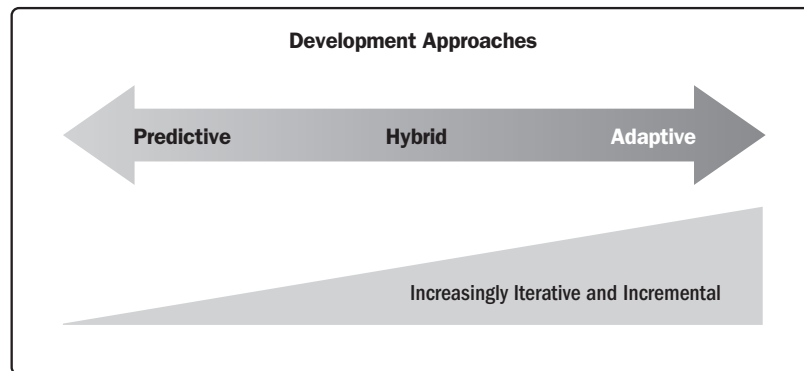 Development Approaches
Predictive Hybrid Adaptive
Increasingly Iterative and Incremental